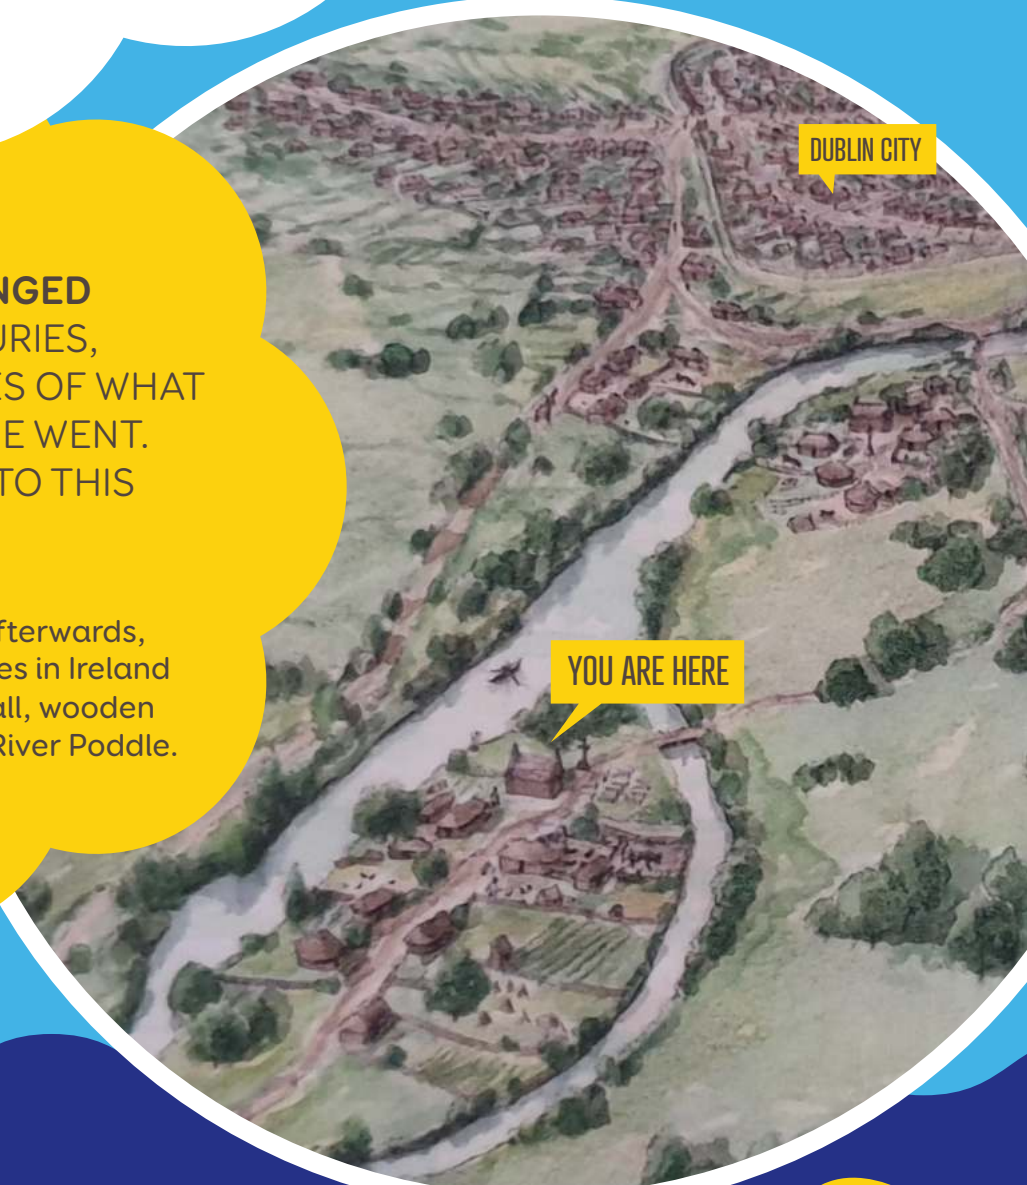 NGED
URIES,
ES OF WHAT
E WENT.
TO THIS
fterwards,
es in Ireland
all, wooden
River Poddle.
DUBLIN CITY
YOU ARE HERE